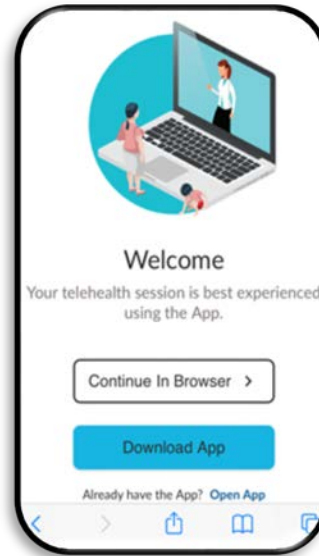 Welcome
Your telehealth session is best experienced
using the App.
Continue In Browser >
Download App
Already have the App? Open App